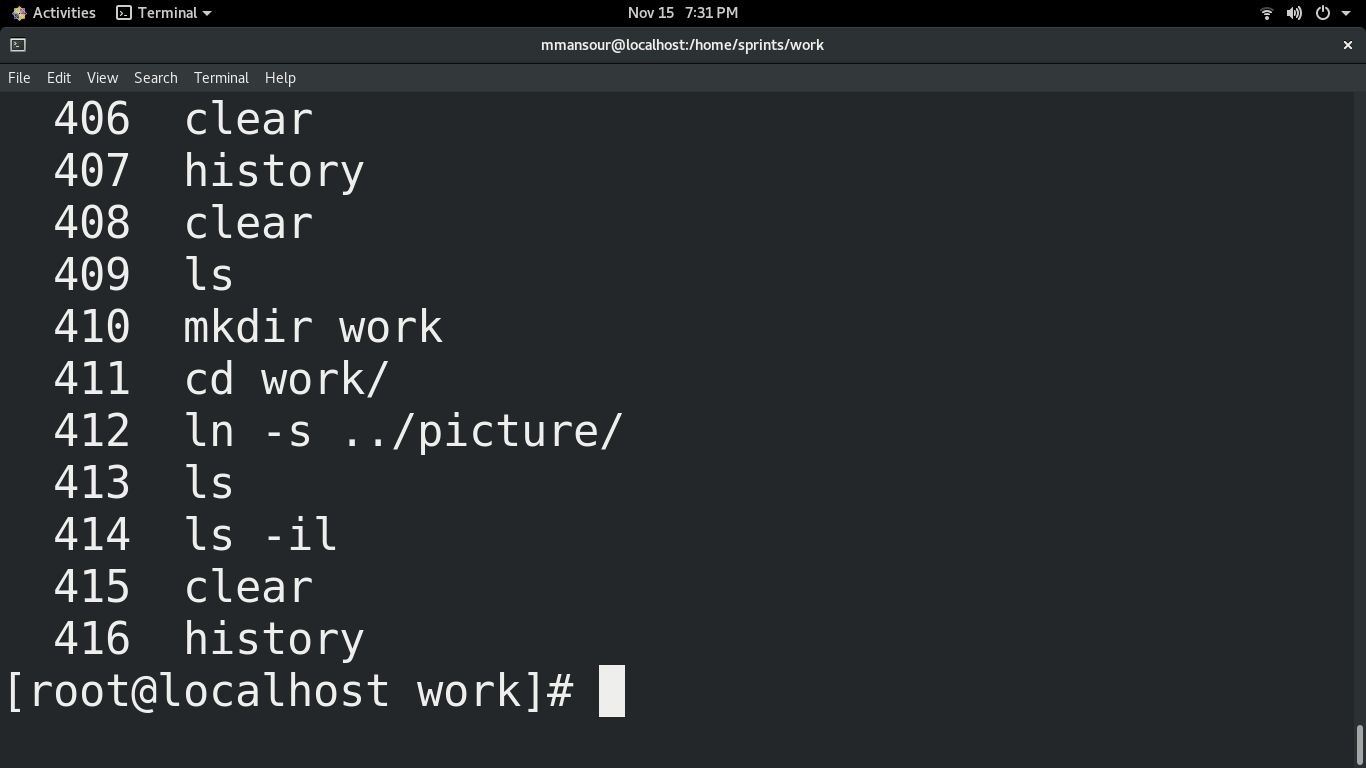 Activities Terminal Nov 15 7:31 PM
mmansour@localhost:/home/sprints/work
File Edit View Search Terminal Help
406 clear
407 history
408 clear
409 ls
410 mkdir work
411 cd work/
412 ln -s ../picture/
413 ls
414 ls -il
415 clear
416 history
[root@localhost work]#